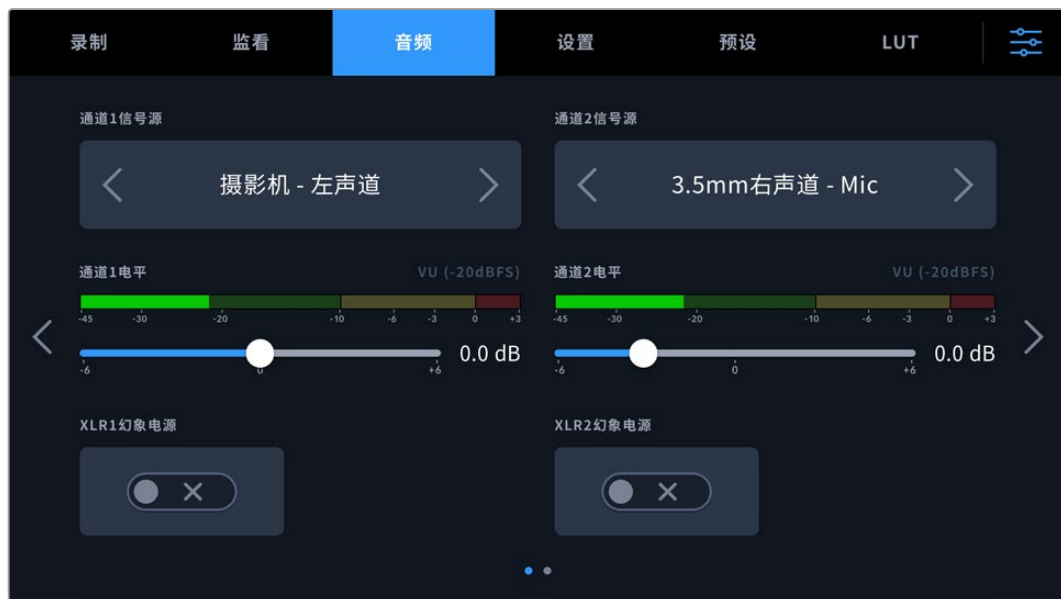 录制 监看 音频 设置 预设 LUT
通道1信号源 通道2信号源
摄影机 - 左声道 3.5mm右声道 - Mic
通道1电平 VU (-20dBFS) 通道2电平 VU (-20dBFS)
-45 -30 -20 -10 -6 -3 0 +3 -45 -30 -20 -10 -6 -3 0 +3
0.0 dB 0.0 dB
-6 0 +6 -6 0 +6
XLR1幻象电源 XLR2幻象电源